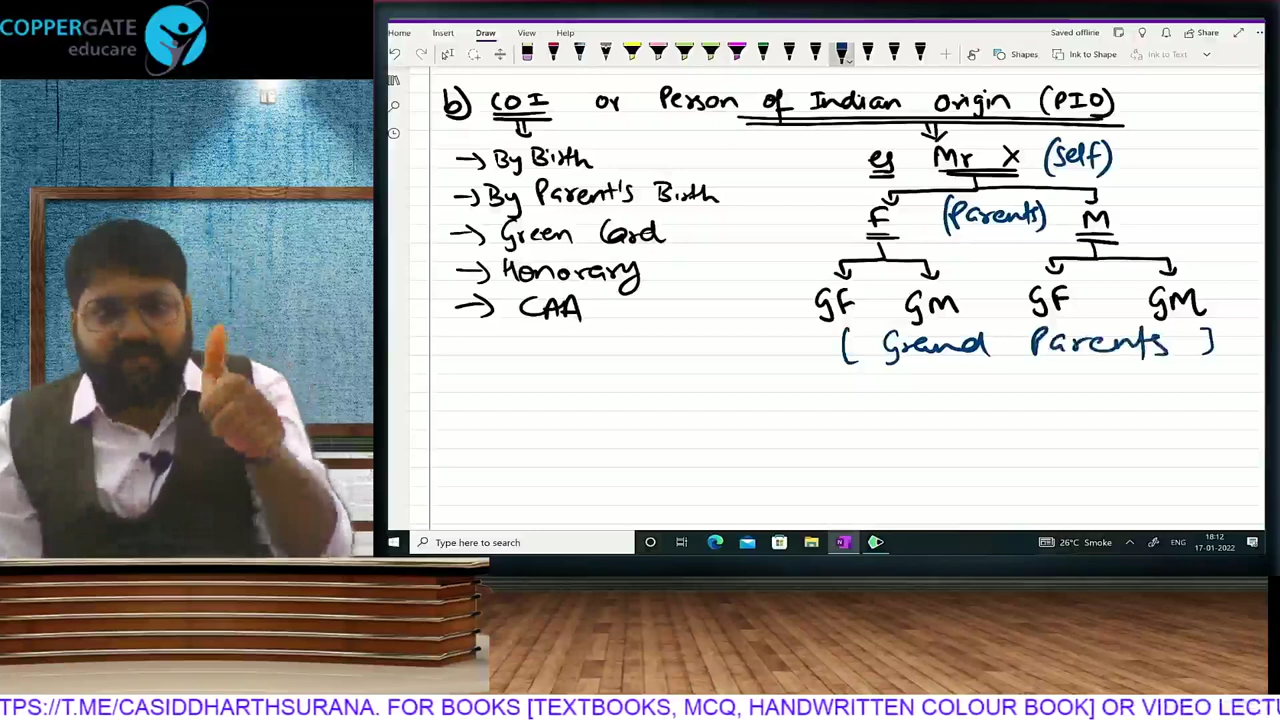 COPPERGATE
educare
Home Insert Draw View Help
Saved offline
Share
Shapes
Ink to Shape
Ink to Text
b) COI or Person of Indian Origin (PIO)
→ By Birth
→ By Parent's Birth
→ Green Card
→ Honorary
→ CAA
eg Mr X (Self)
F (Parents) M
GF GM GF GM
[ Grand Parents ]
Type here to search
26°C Smoke
ENG
18:12
17-01-2022
TPS://T.ME/CASIDDHARTHSURANA. FOR BOOKS [TEXTBOOKS, MCQ, HANDWRITTEN COLOUR BOOK] OR VIDEO LECTU